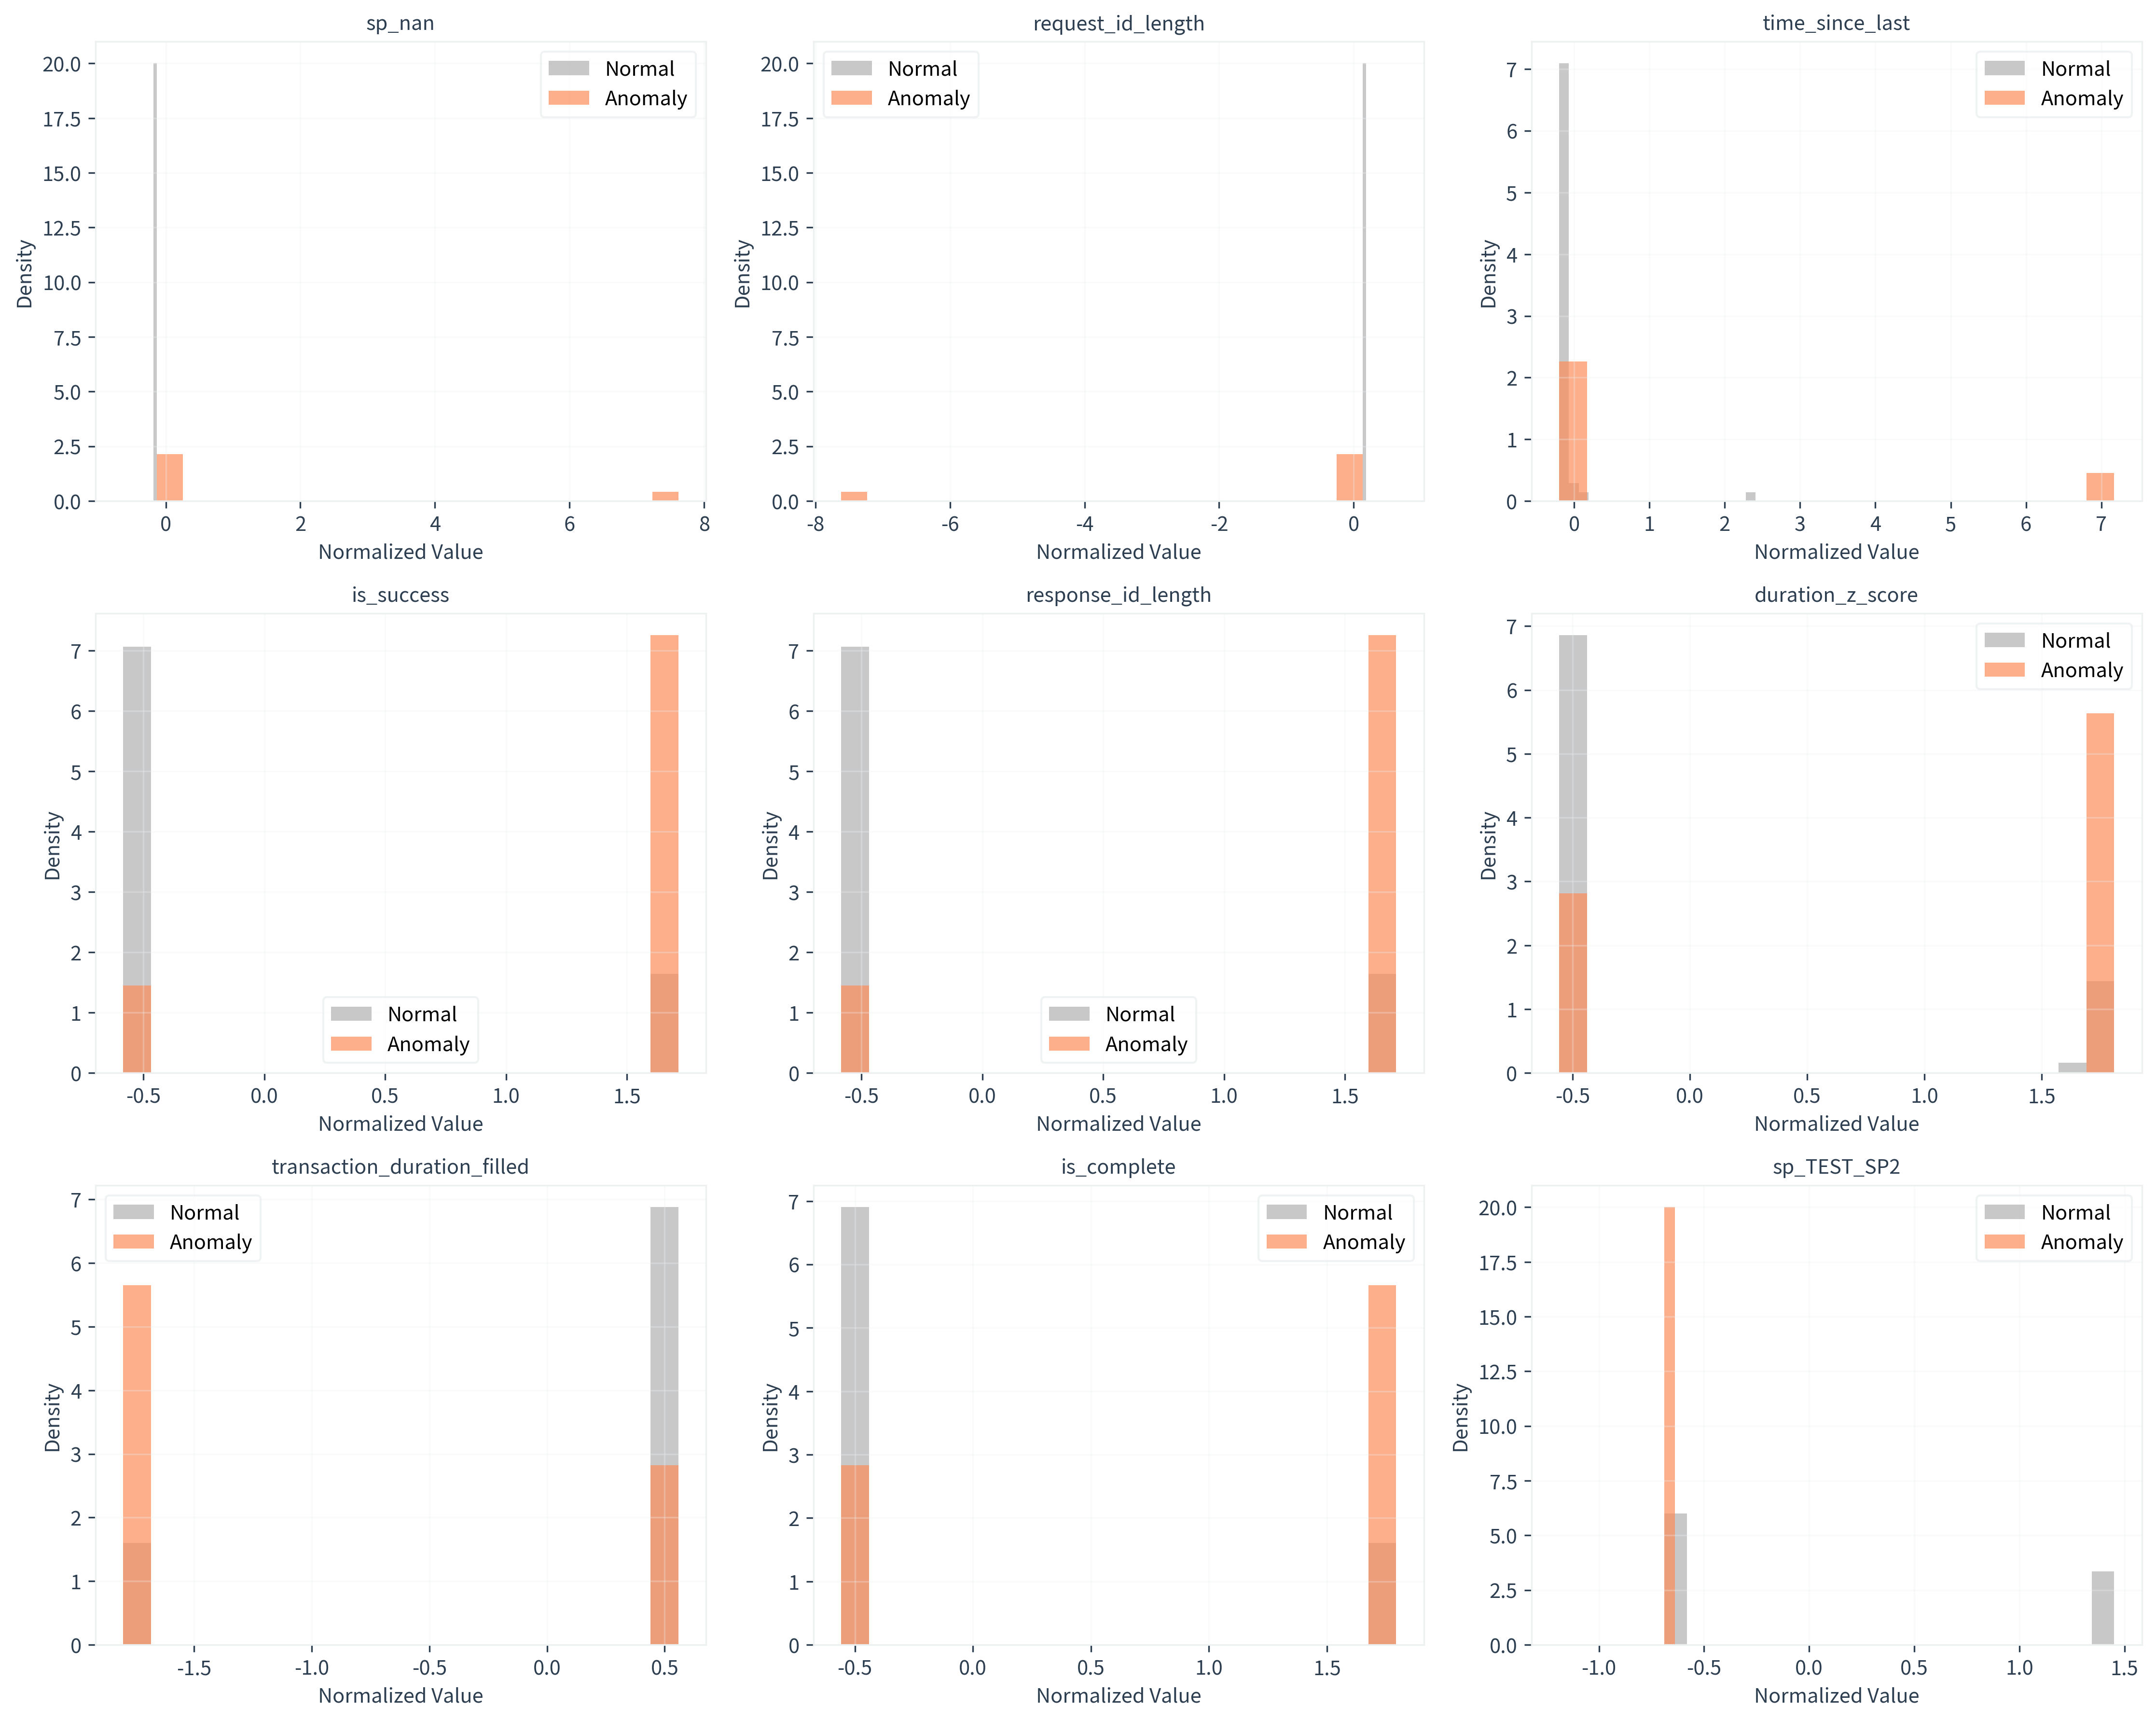 sp_nan
20.0
17.5
15.0
12.5
10.0
7.5
5.0
2.5
0.0
Density
0 2 4 6 8
Normalized Value
Normal
Anomaly
request_id_length
20.0
17.5
15.0
12.5
10.0
7.5
5.0
2.5
0.0
Density
-8 -6 -4 -2 0
Normalized Value
Normal
Anomaly
time_since_last
7
6
5
4
3
2
1
0
Density
0 1 2 3 4 5 6 7
Normalized Value
Normal
Anomaly
is_success
7
6
5
4
3
2
1
0
Density
-0.5 0.0 0.5 1.0 1.5
Normalized Value
Normal
Anomaly
response_id_length
7
6
5
4
3
2
1
0
Density
-0.5 0.0 0.5 1.0 1.5
Normalized Value
Normal
Anomaly
duration_z_score
7
6
5
4
3
2
1
0
Density
-0.5 0.0 0.5 1.0 1.5
Normalized Value
Normal
Anomaly
transaction_duration_filled
7
6
5
4
3
2
1
0
Density
-1.5 -1.0 -0.5 0.0 0.5
Normalized Value
Normal
Anomaly
is_complete
7
6
5
4
3
2
1
0
Density
-0.5 0.0 0.5 1.0 1.5
Normalized Value
Normal
Anomaly
sp_TEST_SP2
20.0
17.5
15.0
12.5
10.0
7.5
5.0
2.5
0.0
Density
-1.0 -0.5 0.0 0.5 1.0 1.5
Normalized Value
Normal
Anomaly